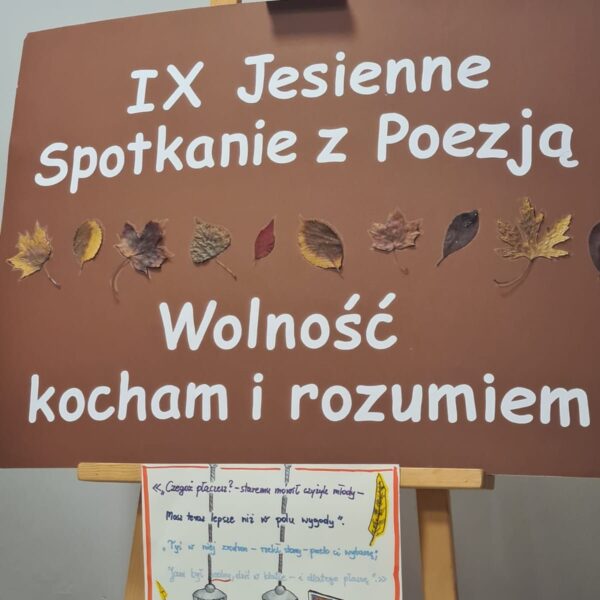 IX Jesienne
Spotkanie z Poezją
Wolność
kocham i rozumiem
«„Czegoż płaczesz? - staremu mówił czyżyk młody -
Masz teraz lepsze niż w polu wygody".
„Tyś w niej zrodzon - rzekł stary - przeto ci wybaczę;
Jam był wolny, dziś w klatce - i dlatego płaczę".»